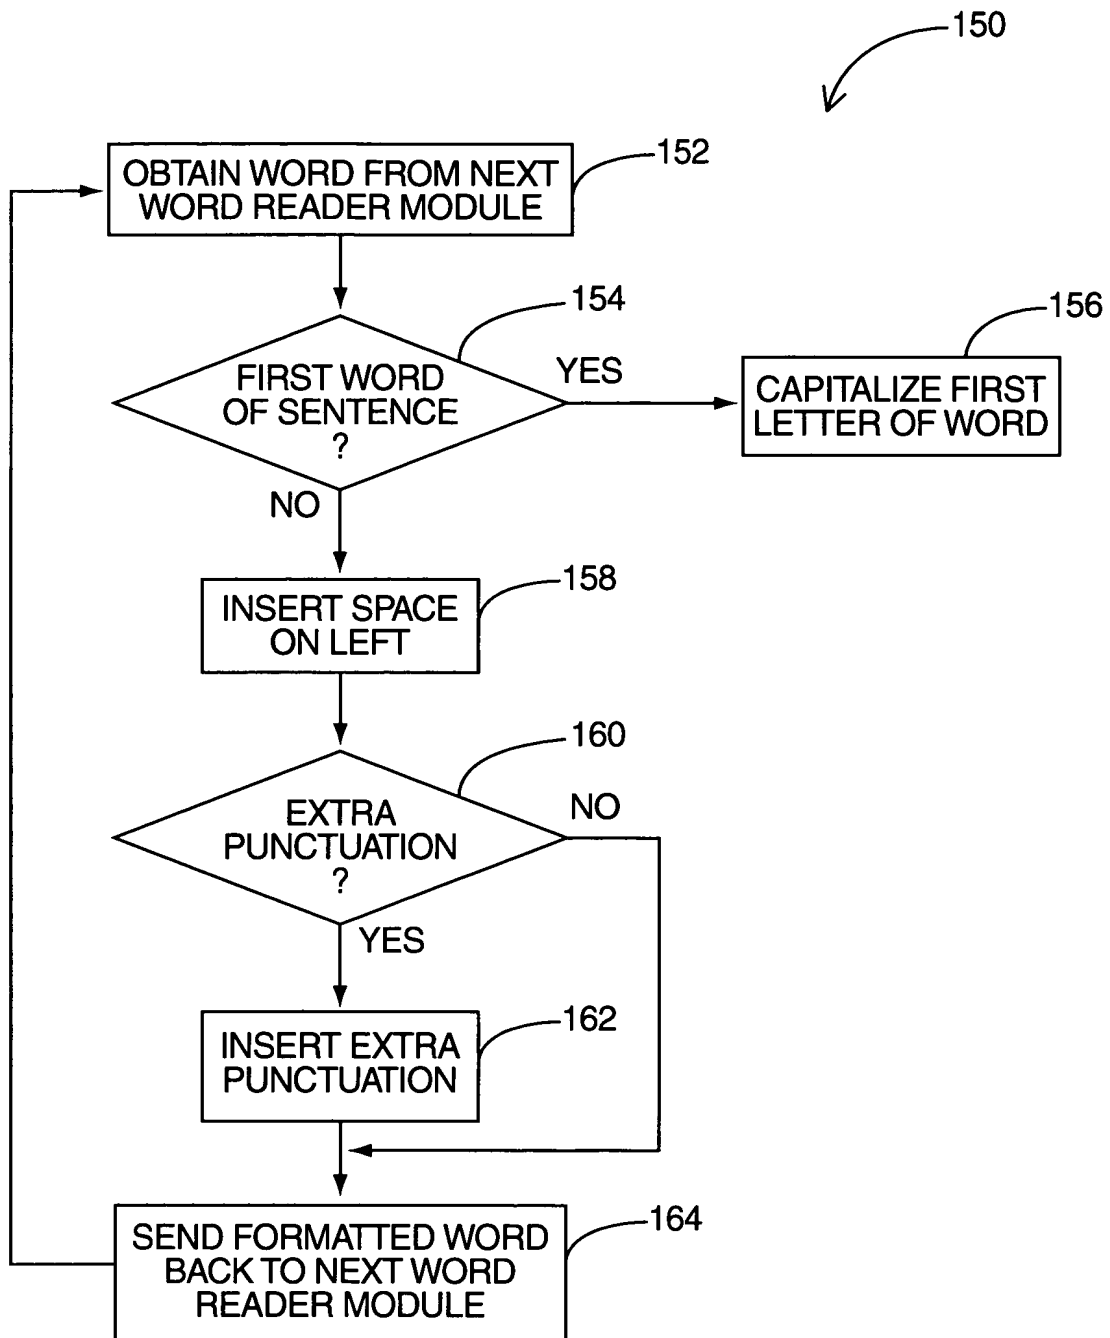 150
OBTAIN WORD FROM NEXT
WORD READER MODULE
152
FIRST WORD
OF SENTENCE
?
154
YES
CAPITALIZE FIRST
LETTER OF WORD
156
NO
INSERT SPACE
ON LEFT
158
EXTRA
PUNCTUATION
?
160
NO
YES
INSERT EXTRA
PUNCTUATION
162
SEND FORMATTED WORD
BACK TO NEXT WORD
READER MODULE
164